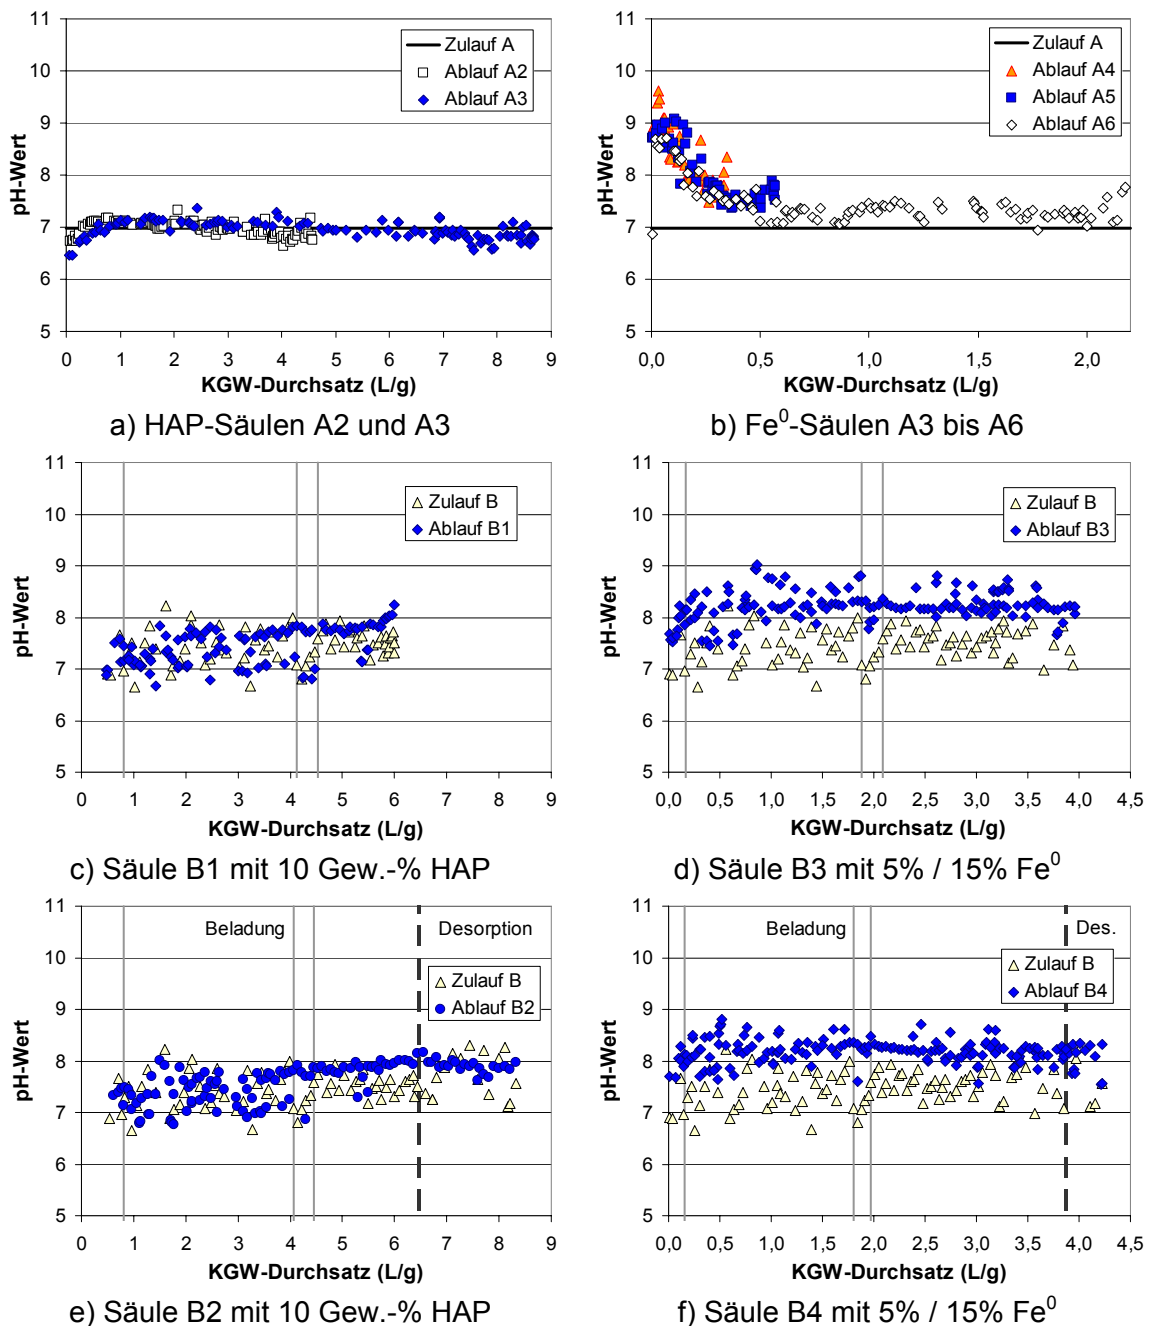 11
10
9
8
7
6
5
pH-Wert
Zulauf A
Ablauf A2
Ablauf A3
0 1 2 3 4 5 6 7 8 9
KGW-Durchsatz (L/g)
a) HAP-Säulen A2 und A3
11
10
9
8
7
6
5
pH-Wert
Zulauf A
Ablauf A4
Ablauf A5
Ablauf A6
0,0 0,5 1,0 1,5 2,0
KGW-Durchsatz (L/g)
b) Fe⁰-Säulen A3 bis A6
11
10
9
8
7
6
5
pH-Wert
Zulauf B
Ablauf B1
0 1 2 3 4 5 6 7 8 9
KGW-Durchsatz (L/g)
c) Säule B1 mit 10 Gew.-% HAP
11
10
9
8
7
6
5
pH-Wert
Zulauf B
Ablauf B3
0,0 0,5 1,0 1,5 2,0 2,5 3,0 3,5 4,0 4,5
KGW-Durchsatz (L/g)
d) Säule B3 mit 5% / 15% Fe⁰
11
10
9
8
7
6
5
pH-Wert
Beladung Desorption
Zulauf B
Ablauf B2
0 1 2 3 4 5 6 7 8 9
KGW-Durchsatz (L/g)
e) Säule B2 mit 10 Gew.-% HAP
11
10
9
8
7
6
5
pH-Wert
Beladung Des.
Zulauf B
Ablauf B4
0,0 0,5 1,0 1,5 2,0 2,5 3,0 3,5 4,0 4,5
KGW-Durchsatz (L/g)
f) Säule B4 mit 5% / 15% Fe⁰